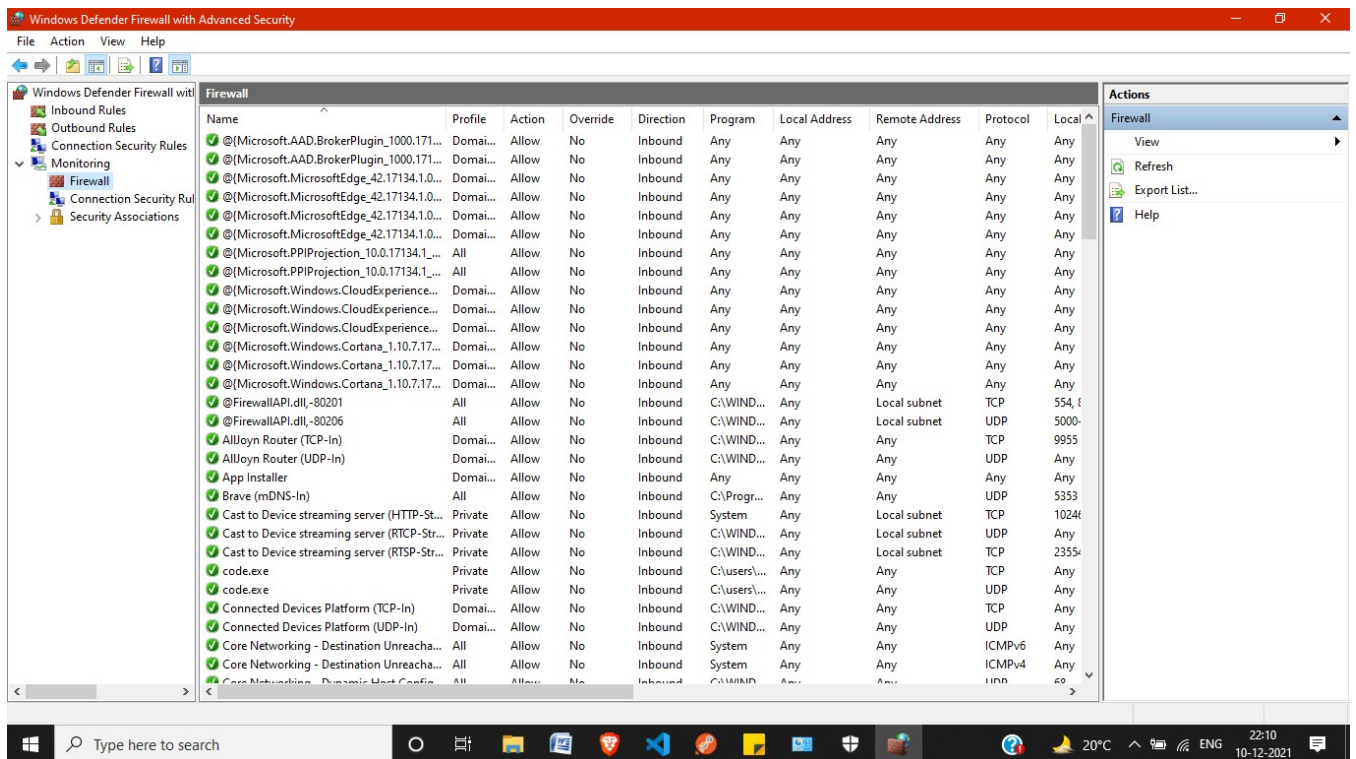 Windows Defender Firewall with Advanced Security
File Action View Help
Windows Defender Firewall witl
Inbound Rules
Outbound Rules
Connection Security Rules
Monitoring
Firewall
Connection Security Rul
Security Associations
Firewall
Name Profile Action Override Direction Program Local Address Remote Address Protocol Local
@{Microsoft.AAD.BrokerPlugin_1000.171... Domai... Allow No Inbound Any Any Any Any Any
@{Microsoft.AAD.BrokerPlugin_1000.171... Domai... Allow No Inbound Any Any Any Any Any
@{Microsoft.MicrosoftEdge_42.17134.1.0... Domai... Allow No Inbound Any Any Any Any Any
@{Microsoft.MicrosoftEdge_42.17134.1.0... Domai... Allow No Inbound Any Any Any Any Any
@{Microsoft.MicrosoftEdge_42.17134.1.0... Domai... Allow No Inbound Any Any Any Any Any
@{Microsoft.MicrosoftEdge_42.17134.1.0... Domai... Allow No Inbound Any Any Any Any Any
@{Microsoft.PPIProjection_10.0.17134.1_... All Allow No Inbound Any Any Any Any Any
@{Microsoft.PPIProjection_10.0.17134.1_... All Allow No Inbound Any Any Any Any Any
@{Microsoft.Windows.CloudExperience... Domai... Allow No Inbound Any Any Any Any Any
@{Microsoft.Windows.CloudExperience... Domai... Allow No Inbound Any Any Any Any Any
@{Microsoft.Windows.CloudExperience... Domai... Allow No Inbound Any Any Any Any Any
@{Microsoft.Windows.Cortana_1.10.7.17... Domai... Allow No Inbound Any Any Any Any Any
@{Microsoft.Windows.Cortana_1.10.7.17... Domai... Allow No Inbound Any Any Any Any Any
@{Microsoft.Windows.Cortana_1.10.7.17... Domai... Allow No Inbound Any Any Any Any Any
@FirewallAPI.dll,-80201 All Allow No Inbound C:\WIND... Any Local subnet TCP 554,
@FirewallAPI.dll,-80206 All Allow No Inbound C:\WIND... Any Local subnet UDP 5000-
AllJoyn Router (TCP-In) Domai... Allow No Inbound C:\WIND... Any Any TCP 9955
AllJoyn Router (UDP-In) Domai... Allow No Inbound C:\WIND... Any Any UDP Any
App Installer Domai... Allow No Inbound Any Any Any Any Any
Brave (mDNS-In) All Allow No Inbound C:\Progr... Any Any UDP 5353
Cast to Device streaming server (HTTP-St... Private Allow No Inbound System Any Local subnet TCP 10246
Cast to Device streaming server (RTCP-Str... Private Allow No Inbound C:\WIND... Any Local subnet UDP Any
Cast to Device streaming server (RTSP-Str... Private Allow No Inbound C:\WIND... Any Local subnet TCP 23554
code.exe Private Allow No Inbound C:\users\... Any Any TCP Any
code.exe Private Allow No Inbound C:\users\... Any Any UDP Any
Connected Devices Platform (TCP-In) Domai... Allow No Inbound C:\WIND... Any Any TCP Any
Connected Devices Platform (UDP-In) Domai... Allow No Inbound C:\WIND... Any Any UDP Any
Core Networking - Destination Unreacha... All Allow No Inbound System Any Any ICMPv6 Any
Core Networking - Destination Unreacha... All Allow No Inbound System Any Any ICMPv4 Any
Core Networking - Dynamic Host Config... All Allow No Inbound C:\WIND... Any Any UDP 68
Actions
Firewall
View
Refresh
Export List...
Help
Type here to search
20°C
ENG
22:10
10-12-2021